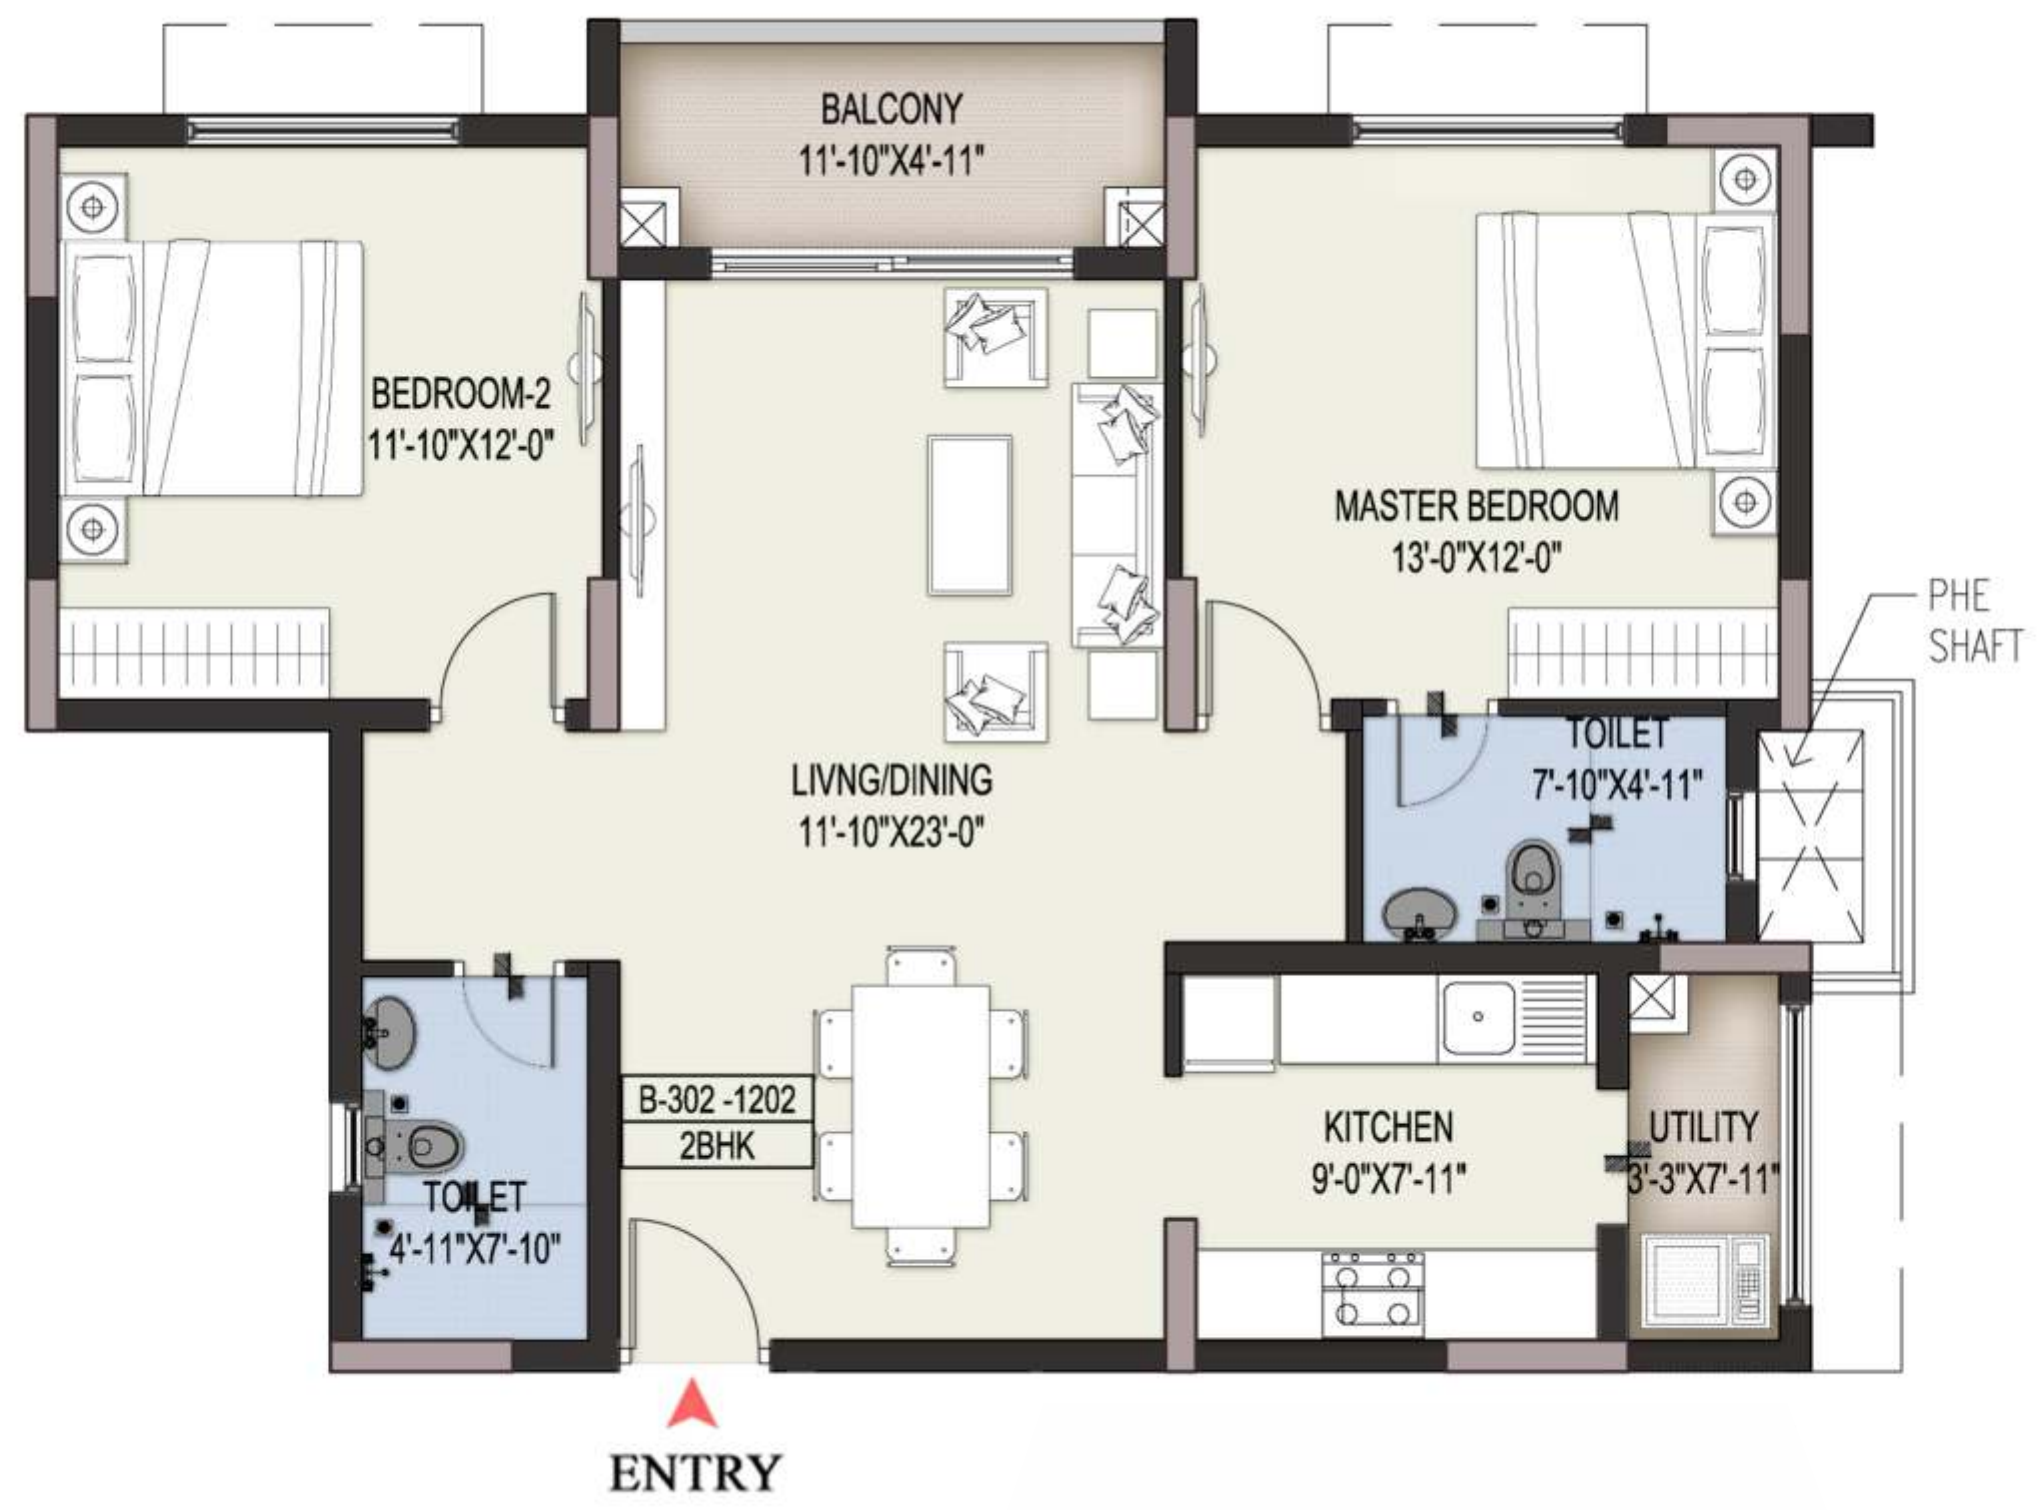 BALCONY
11'-10"X4'-11"
BEDROOM-2
11'-10"X12'-0"
MASTER BEDROOM
13'-0"X12'-0"
PHE
SHAFT
TOILET
7'-10"X4'-11"
LIVNG/DINING
11'-10"X23'-0"
B-302 -1202
2BHK
KITCHEN
9'-0"X7'-11"
UTILITY
3'-3"X7'-11"
TOILET
4'-11"X7'-10"
ENTRY